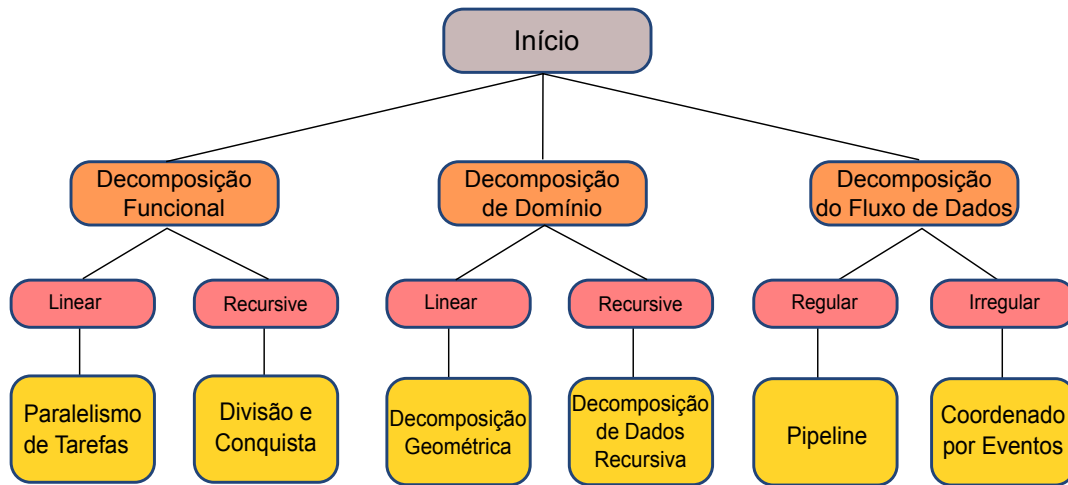 Início
Decomposição
Funcional
Decomposição
de Domínio
Decomposição
do Fluxo de Dados
Linear
Recursive
Linear
Recursive
Regular
Irregular
Paralelismo
de Tarefas
Divisão e
Conquista
Decomposição
Geométrica
Decomposição
de Dados
Recursiva
Pipeline
Coordenado
por Eventos